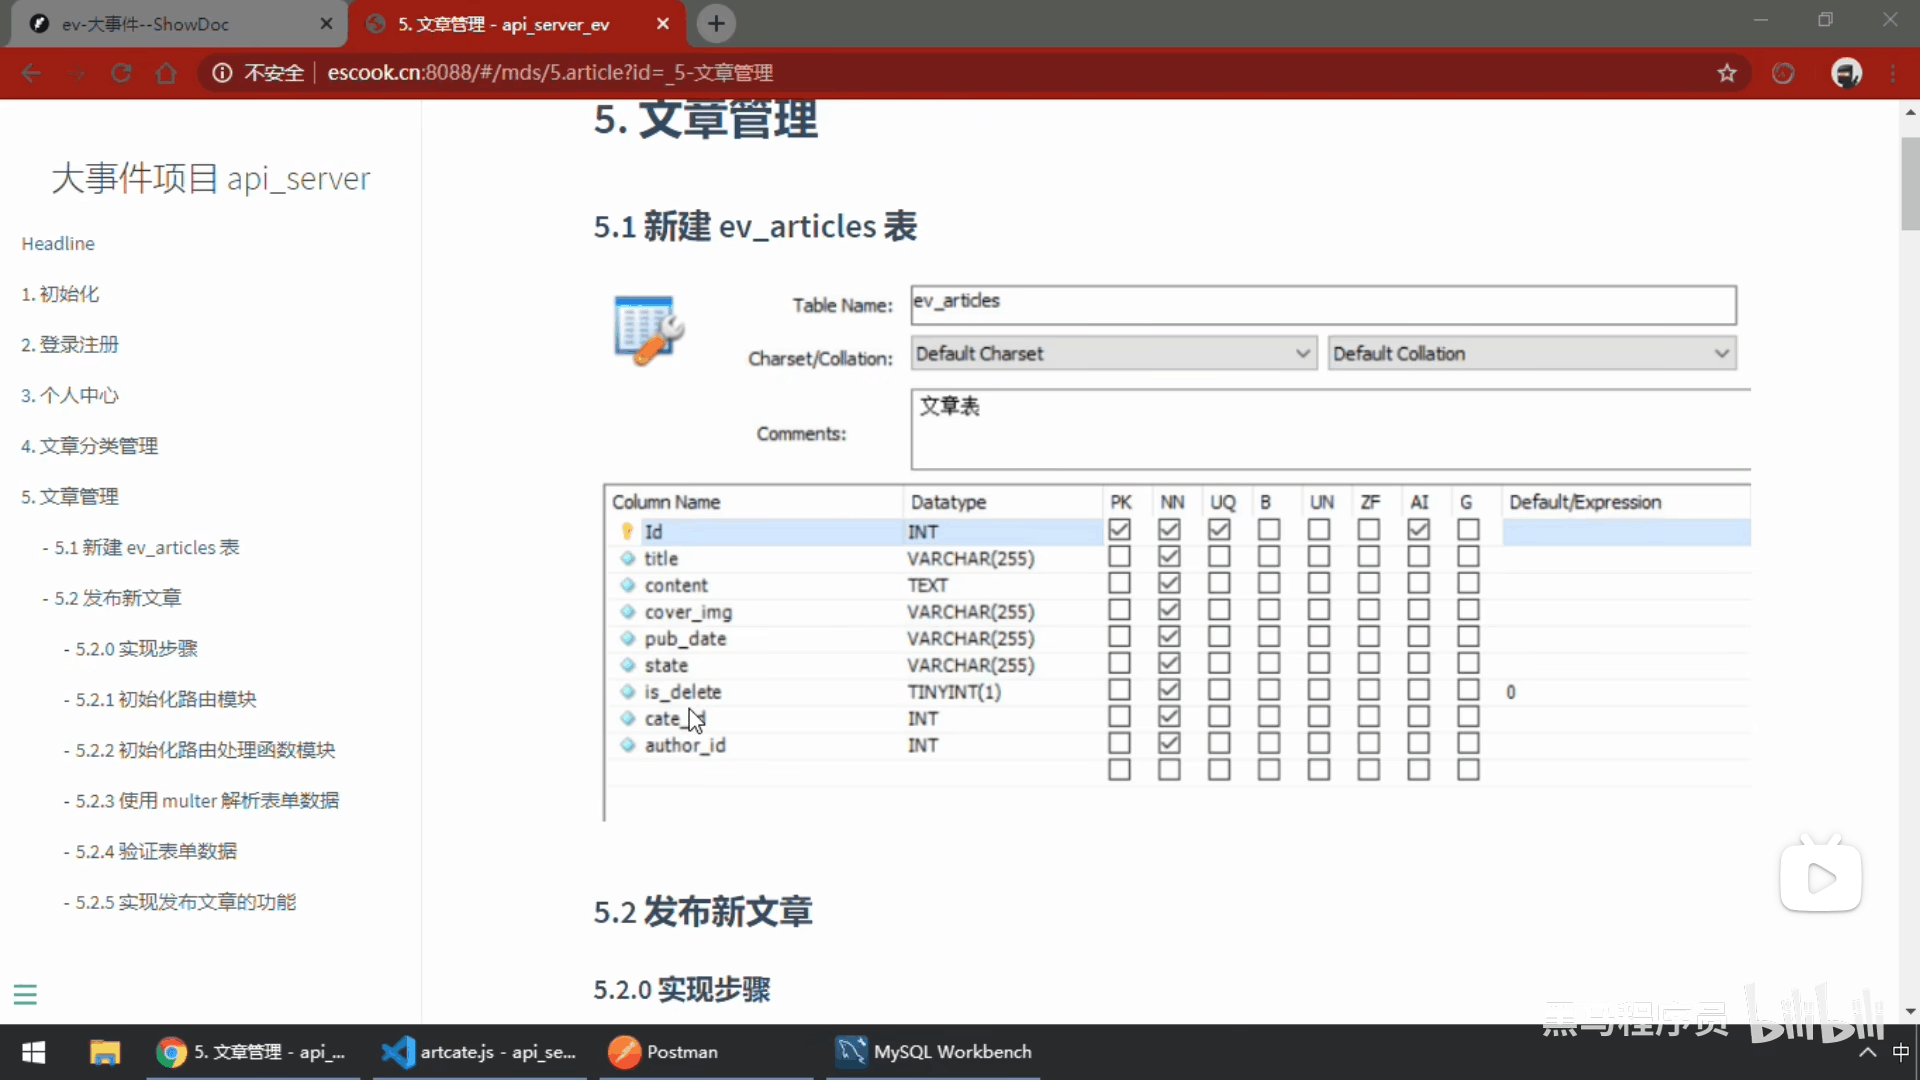 ev-大事件--ShowDoc
5. 文章管理 - api_server_ev
不安全
escook.cn:8088/#/mds/5.article?id=_5-文章管理
大事件项目 api_server
Headline
1. 初始化
2. 登录注册
3. 个人中心
4. 文章分类管理
5. 文章管理
- 5.1 新建 ev_articles 表
- 5.2 发布新文章
- 5.2.0 实现步骤
- 5.2.1 初始化路由模块
- 5.2.2 初始化路由处理函数模块
- 5.2.3 使用 multer 解析表单数据
- 5.2.4 验证表单数据
- 5.2.5 实现发布文章的功能
5. 文章管理
5.1 新建 ev_articles 表
Table Name: ev_articles
Charset/Collation: Default Charset Default Collation
Comments: 文章表
Column Name Datatype PK NN UQ B UN ZF AI G Default/Expression
Id INT
title VARCHAR(255)
content TEXT
cover_img VARCHAR(255)
pub_date VARCHAR(255)
state VARCHAR(255)
is_delete TINYINT(1) 0
cate_id INT
author_id INT
5.2 发布新文章
5.2.0 实现步骤
黑马程序员 bilibili
5. 文章管理 - api_...
artcate.js - api_se...
Postman
MySQL Workbench
中